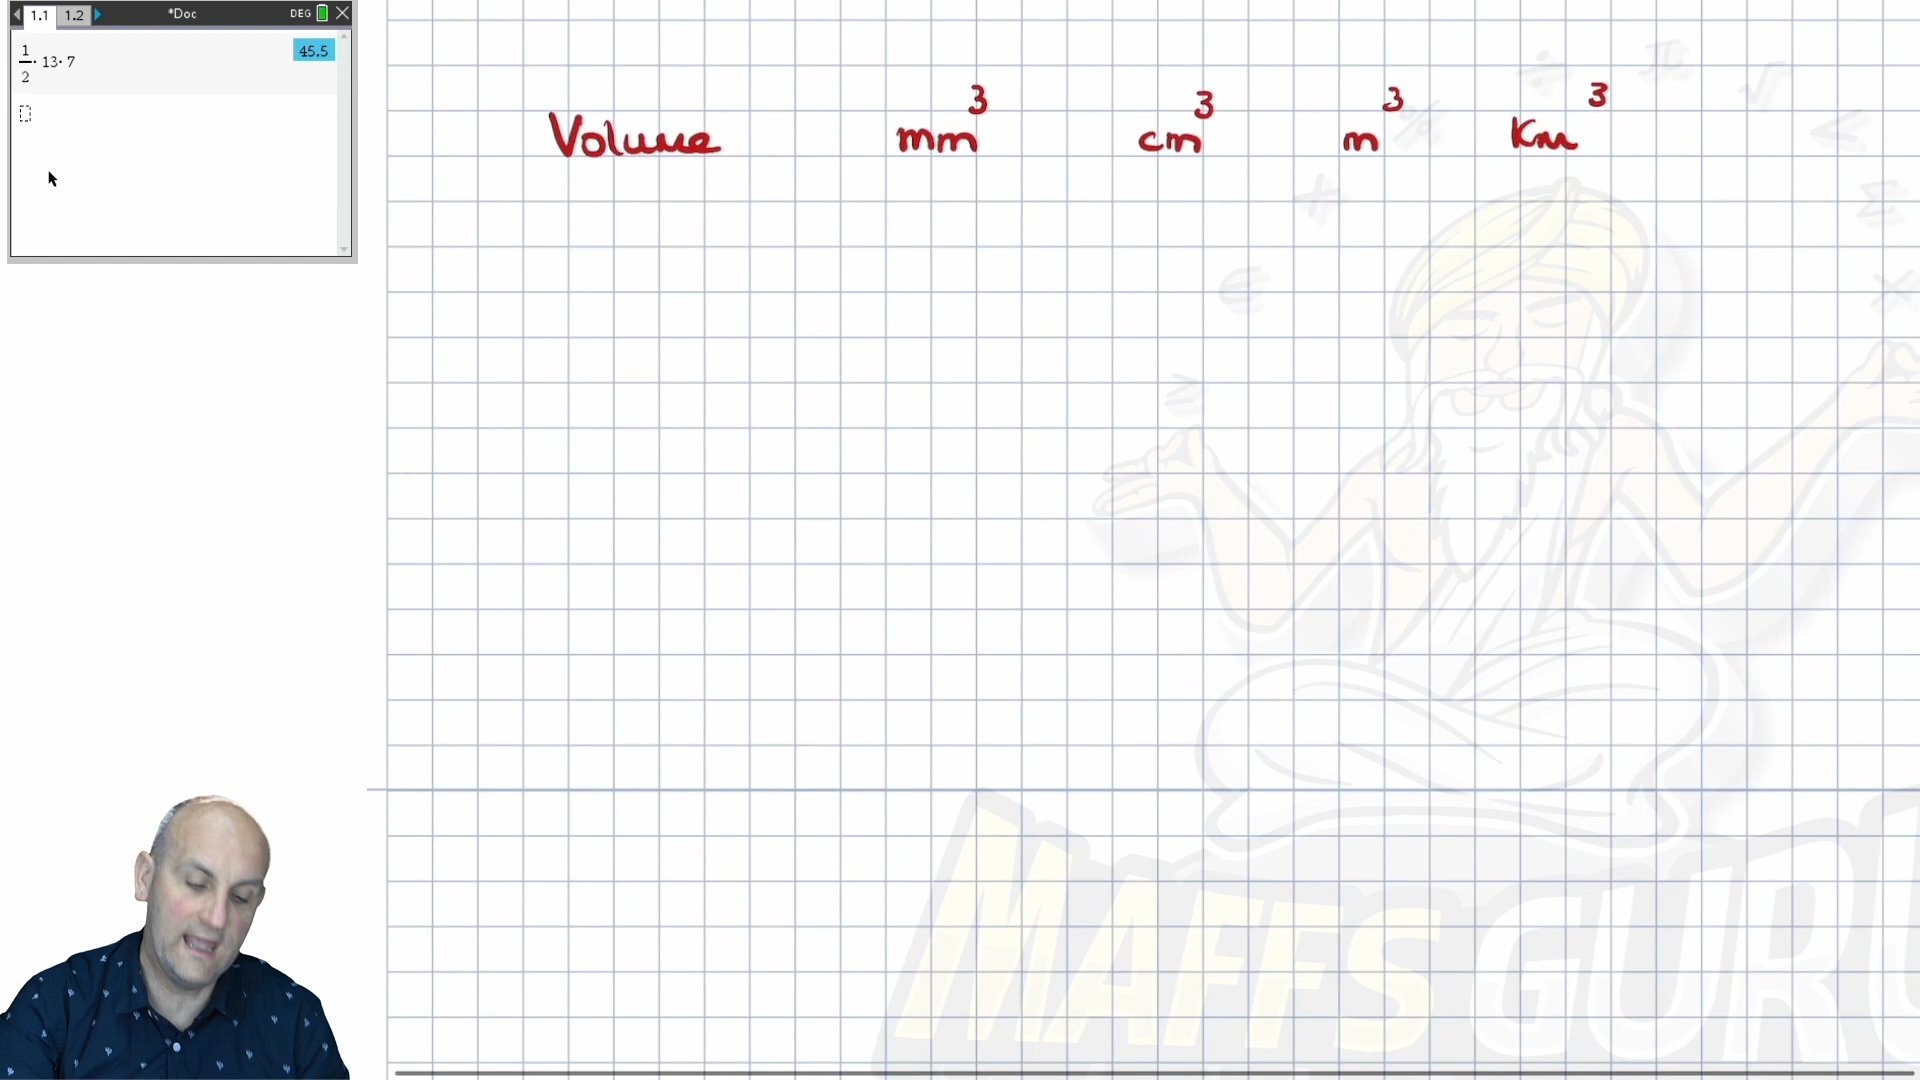 1.1 1.2 *Doc DEG
1/2 · 13 · 7 45.5
Volume mm³ cm³ m³ Km³
÷ π √
% ≤
+ Σ
∈ ×
≥
MAFFS GURU